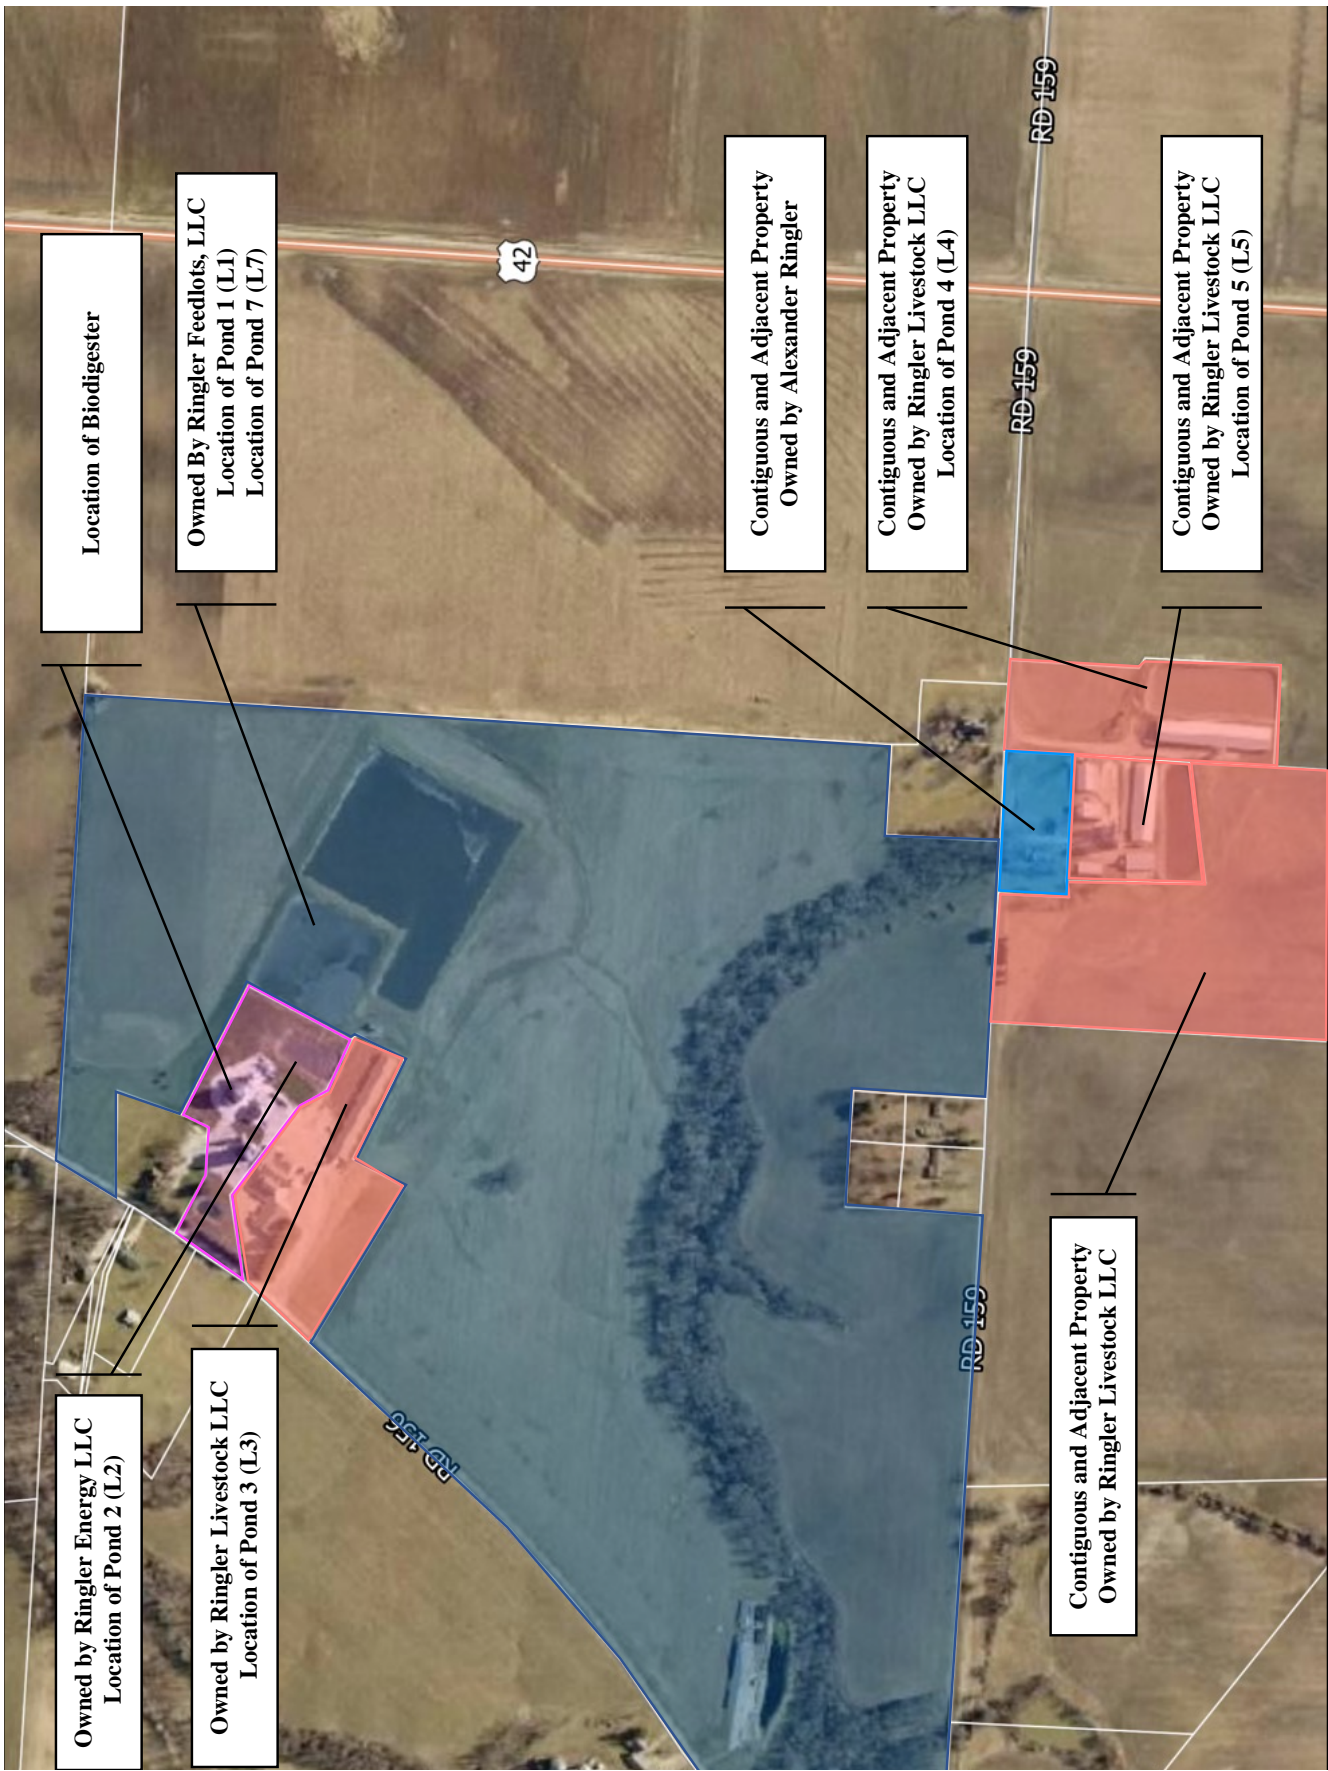 Owned by Ringler Energy LLC
Location of Pond 2 (L2)
Location of Biodigester
Owned by Ringler Livestock LLC
Location of Pond 3 (L3)
Owned By Ringler Feedlots, LLC
Location of Pond 1 (L1)
Location of Pond 7 (L7)
RD 156
42
Contiguous and Adjacent Property
Owned by Alexander Ringler
Contiguous and Adjacent Property
Owned by Ringler Livestock LLC
Location of Pond 4 (L4)
RD 159
RD 159
RD 159
Contiguous and Adjacent Property
Owned by Ringler Livestock LLC
Contiguous and Adjacent Property
Owned by Ringler Livestock LLC
Location of Pond 5 (L5)